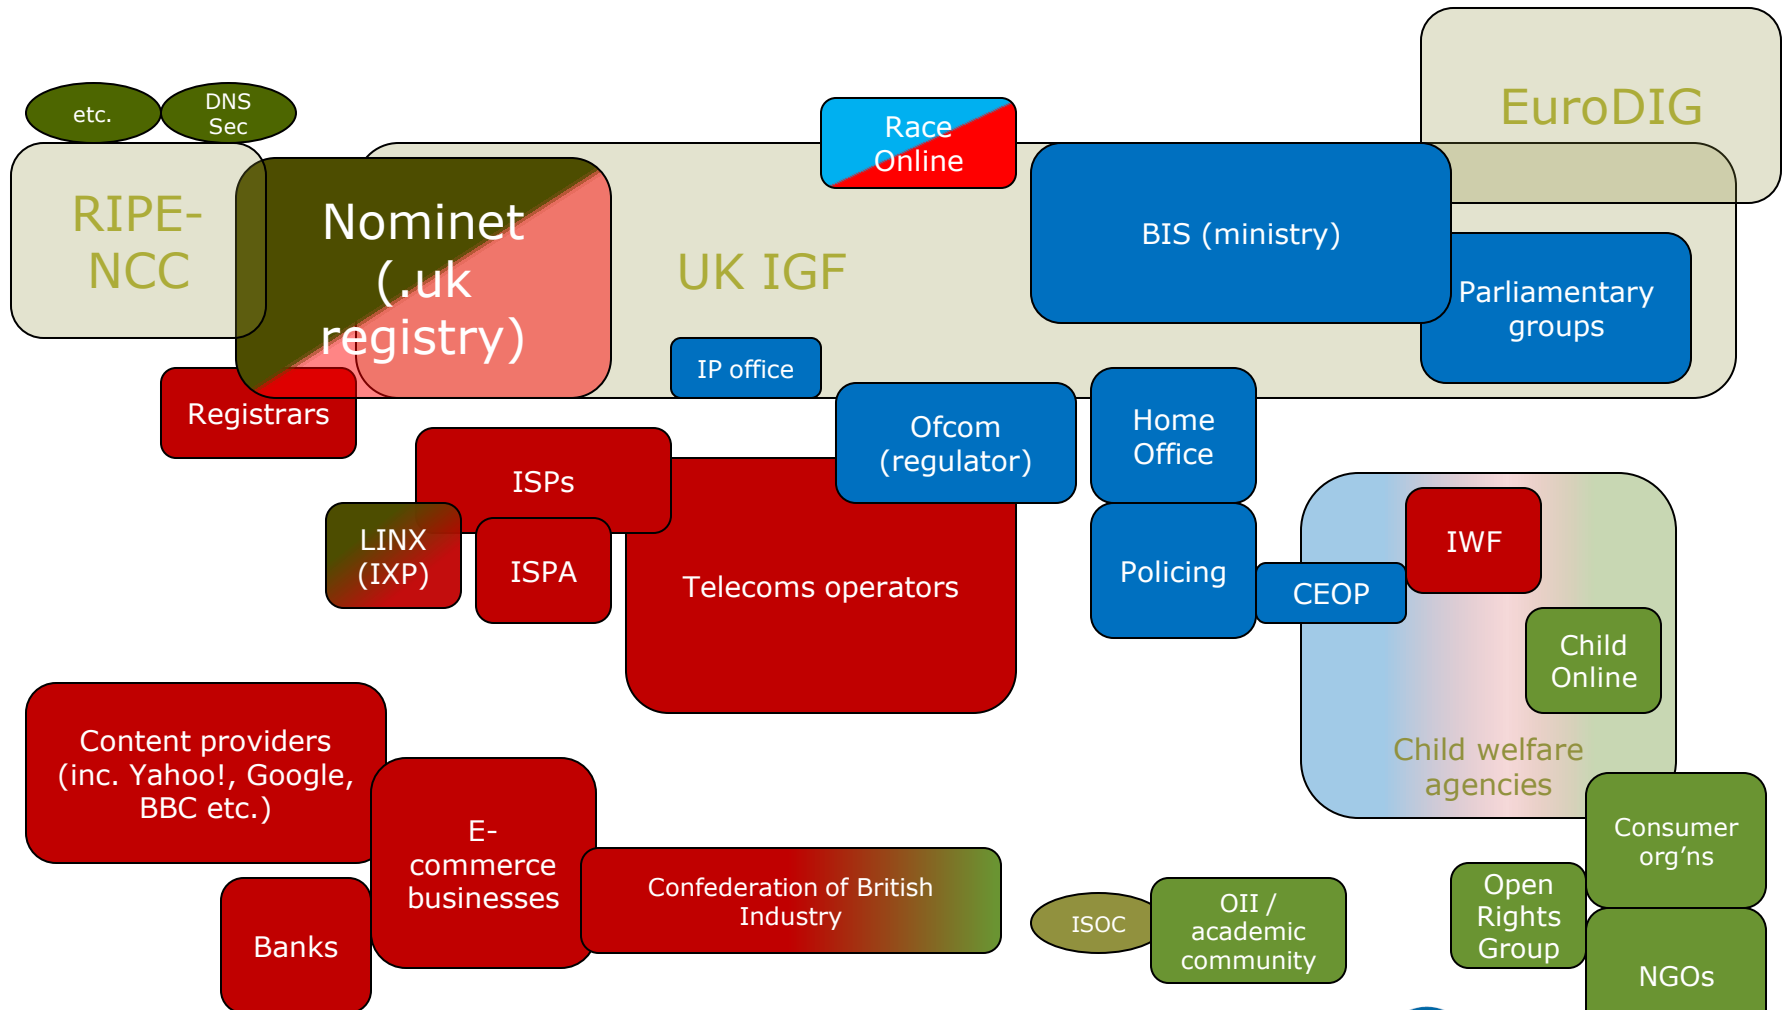 etc.
DNS
Sec
Race
Online
EuroDIG
RIPE-
NCC
Nominet
(.uk
registry)
UK IGF
BIS (ministry)
Parliamentary
groups
IP office
Registrars
Ofcom
(regulator)
Home
Office
ISPs
LINX
(IXP)
ISPA
Telecoms operators
Policing
CEOP
IWF
Child
Online
Child welfare
agencies
Content providers
(inc. Yahoo!, Google,
BBC etc.)
E-
commerce
businesses
Confederation of British
Industry
Banks
ISOC
OII /
academic
community
Consumer
org’ns
Open
Rights
Group
NGOs